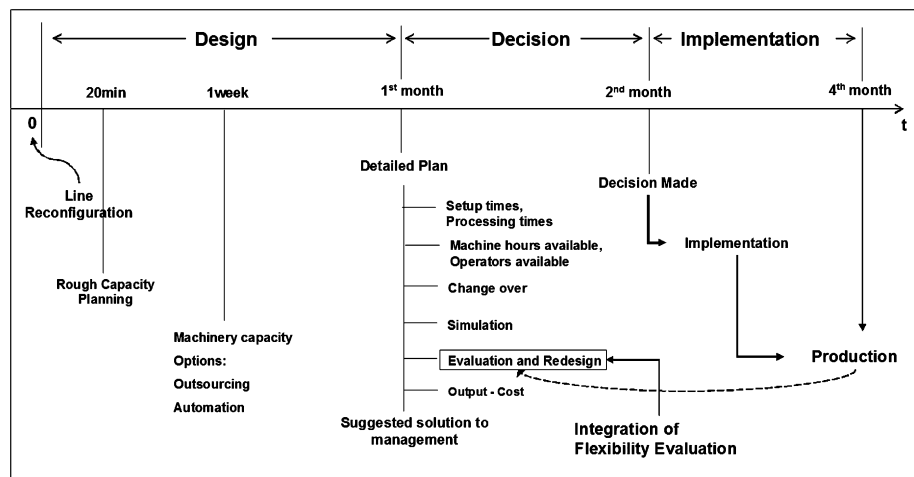 Design
Decision
Implementation
20min
1week
1st month
2nd month
4th month
0
t
Line
Reconfiguration
Rough Capacity
Planning
Machinery capacity
Options:
Outsourcing
Automation
Detailed Plan
Setup times,
Processing times
Machine hours available,
Operators available
Change over
Simulation
Evaluation and Redesign
Output - Cost
Suggested solution to
management
Decision Made
Implementation
Production
Integration of
Flexibility Evaluation